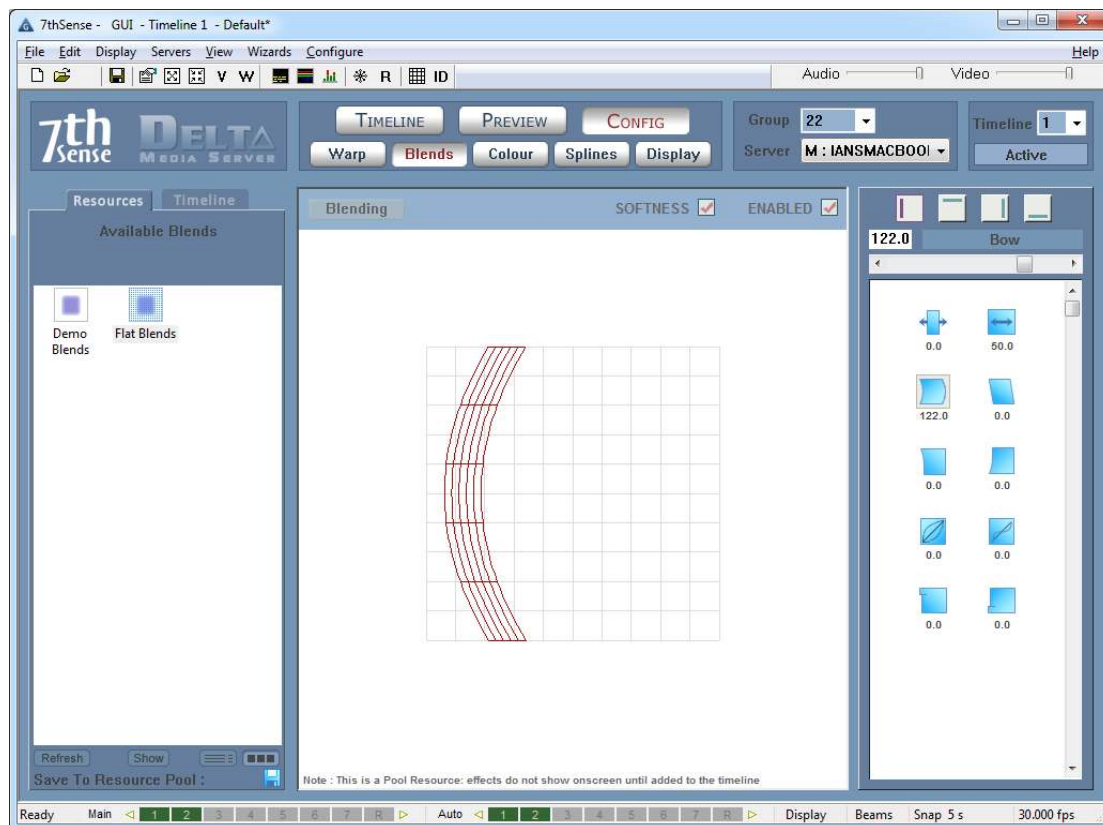 7thSense - GUI - Timeline 1 - Default*
File Edit Display Servers View Wizards Configure Help
V W R ID Audio Video
7th Sense DELTA MEDIA SERVER
TIMELINE PREVIEW CONFIG
Warp Blends Colour Splines Display
Group 22
Server M : IANSMACBOO
Timeline 1
Active
Resources Timeline
Available Blends
Demo Blends
Flat Blends
Refresh Show
Save To Resource Pool :
Blending SOFTNESS ENABLED
Note : This is a Pool Resource: effects do not show onscreen until added to the timeline
122.0 Bow
0.0 50.0
122.0 0.0
0.0 0.0
0.0 0.0
0.0 0.0
Ready Main 1 2 3 4 5 6 7 R Auto 1 2 3 4 5 6 7 R Display Beams Snap 5 s 30.000 fps